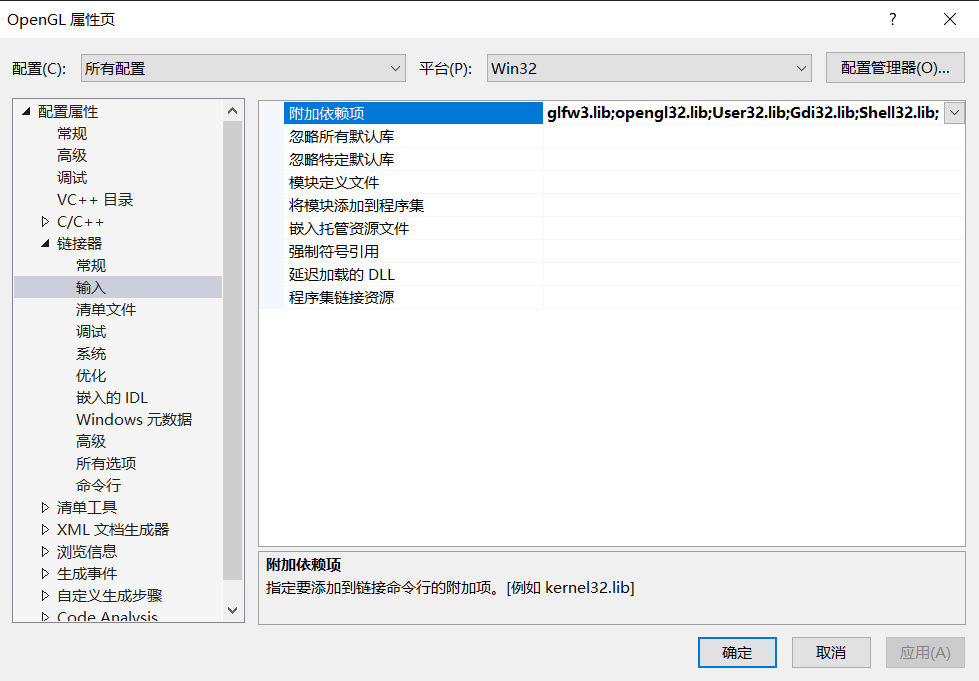 OpenGL 属性页
?
配置(C): 所有配置 平台(P): Win32 配置管理器(O)...
配置属性
常规
高级
调试
VC++ 目录
C/C++
链接器
常规
输入
清单文件
调试
系统
优化
嵌入的 IDL
Windows 元数据
高级
所有选项
命令行
清单工具
XML 文档生成器
浏览信息
生成事件
自定义生成步骤
Code Analysis
附加依赖项 glfw3.lib;opengl32.lib;User32.lib;Gdi32.lib;Shell32.lib;
忽略所有默认库
忽略特定默认库
模块定义文件
将模块添加到程序集
嵌入托管资源文件
强制符号引用
延迟加载的 DLL
程序集链接资源
附加依赖项
指定要添加到链接命令行的附加项。[例如 kernel32.lib]
确定 取消 应用(A)